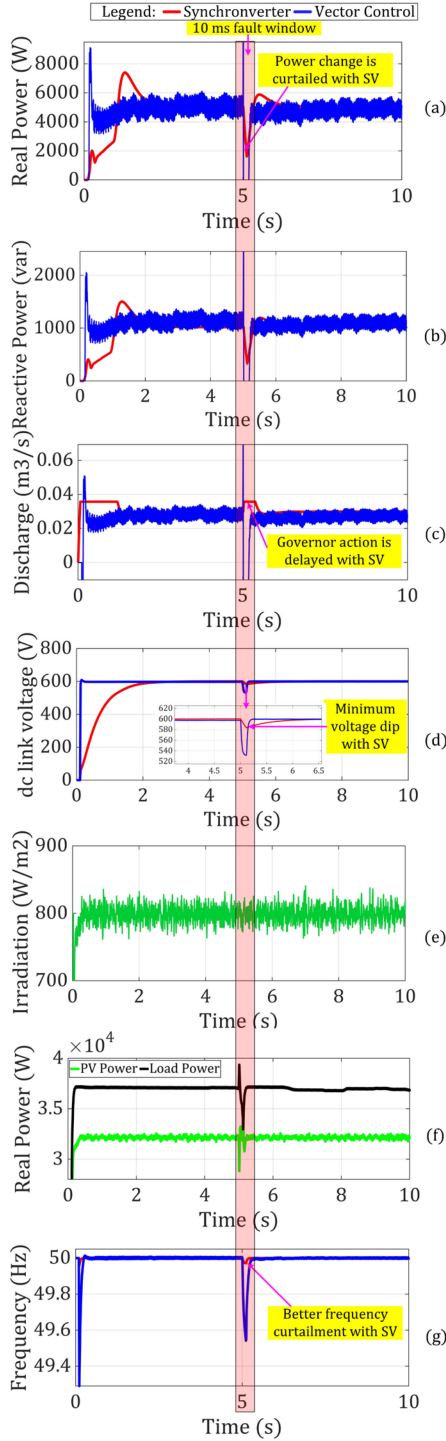 Legend: Synchronverter Vector Control
10 ms fault window
Real Power (W)
8000
6000
4000
2000
0
Power change is
curtailed with SV
(a)
0 5 10
Time (s)
Reactive Power (var)
2000
1000
0
(b)
0 2 4 6 8 10
Time (s)
Discharge (m3/s)
0.06
0.04
0.02
0
Governor action is
delayed with SV
(c)
0 5 10
Time (s)
dc link voltage (V)
800
600
400
200
0
620
600
580
560
540
520
4 4.5 5 5.5 6 6.5
Minimum
voltage dip
with SV
(d)
0 2 4 6 8 10
Time (s)
Irradiation (W/m2)
900
800
700
(e)
0 2 4 6 8 10
Time (s)
×10⁴
Real Power (W)
4
3.5
3
PV Power Load Power
(f)
0 2 4 6 8 10
Time (s)
Frequency (Hz)
50
49.8
49.6
49.4
Better frequency
curtailment with SV
(g)
0 5 10
Time (s)